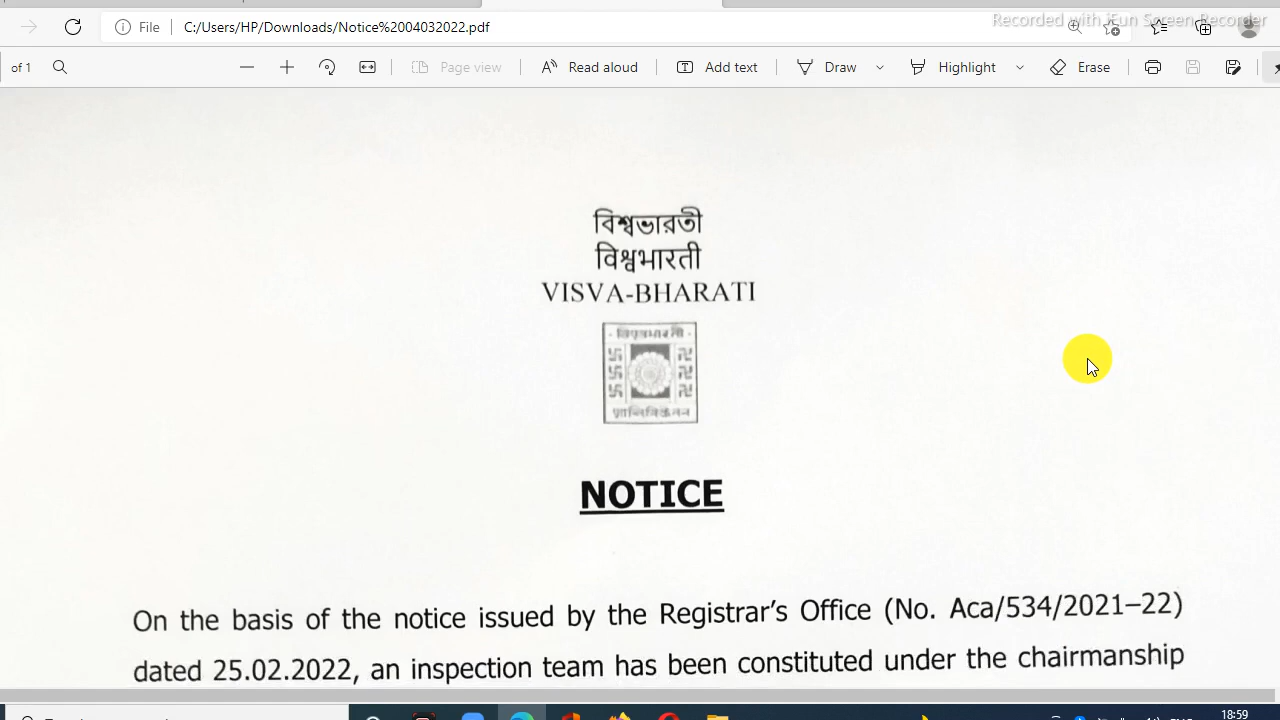 Recorded with iFun Screen Recorder
File C:/Users/HP/Downloads/Notice%2004032022.pdf
of 1 Page view Read aloud Add text Draw Highlight Erase
বিশ্বভারতী
विश्वभारती
VISVA-BHARATI
NOTICE
On the basis of the notice issued by the Registrar's Office (No. Aca/534/2021–22)
dated 25.02.2022, an inspection team has been constituted under the chairmanship
18:59